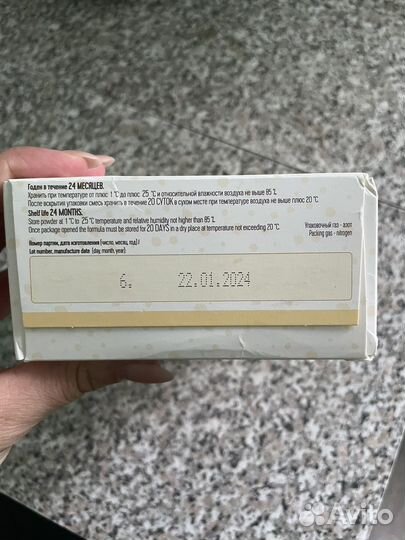 Годен в течение 24 МЕСЯЦЕВ.
Хранить при температуре от плюс 1 °С до плюс 25 °С и относительной влажности воздуха не выше 85 %.
После вскрытия упаковки смесь хранить в течение 20 СУТОК в сухом месте при температуре воздуха не выше плюс 20 °С.
Shelf life 24 MONTHS.
Store powder at 1 °C to 25 °C temperature and relative humidity not higher than 85 %.
Once package opened the formula must be stored for 20 DAYS in a dry place at temperature not exceeding 20 °C.
Упаковочный газ - азот
Packing gas - nitrogen
Номер партии, дата изготовления (число, месяц, год) /
Lot number, manufacture date (day, month, year):
6. 22.01.2024
Avito